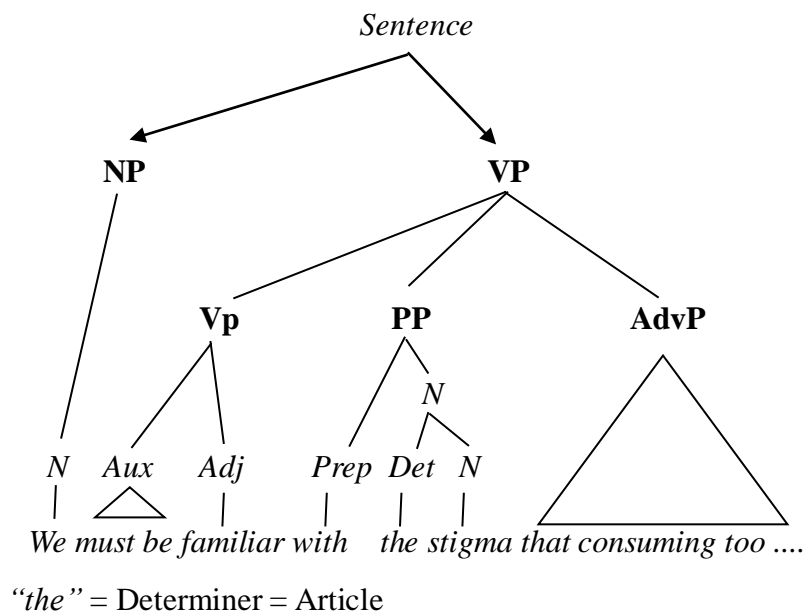 Sentence
NP VP
Vp PP AdvP
N
N Aux Adj Prep Det N
We must be familiar with the stigma that consuming too ....
“the” = Determiner = Article